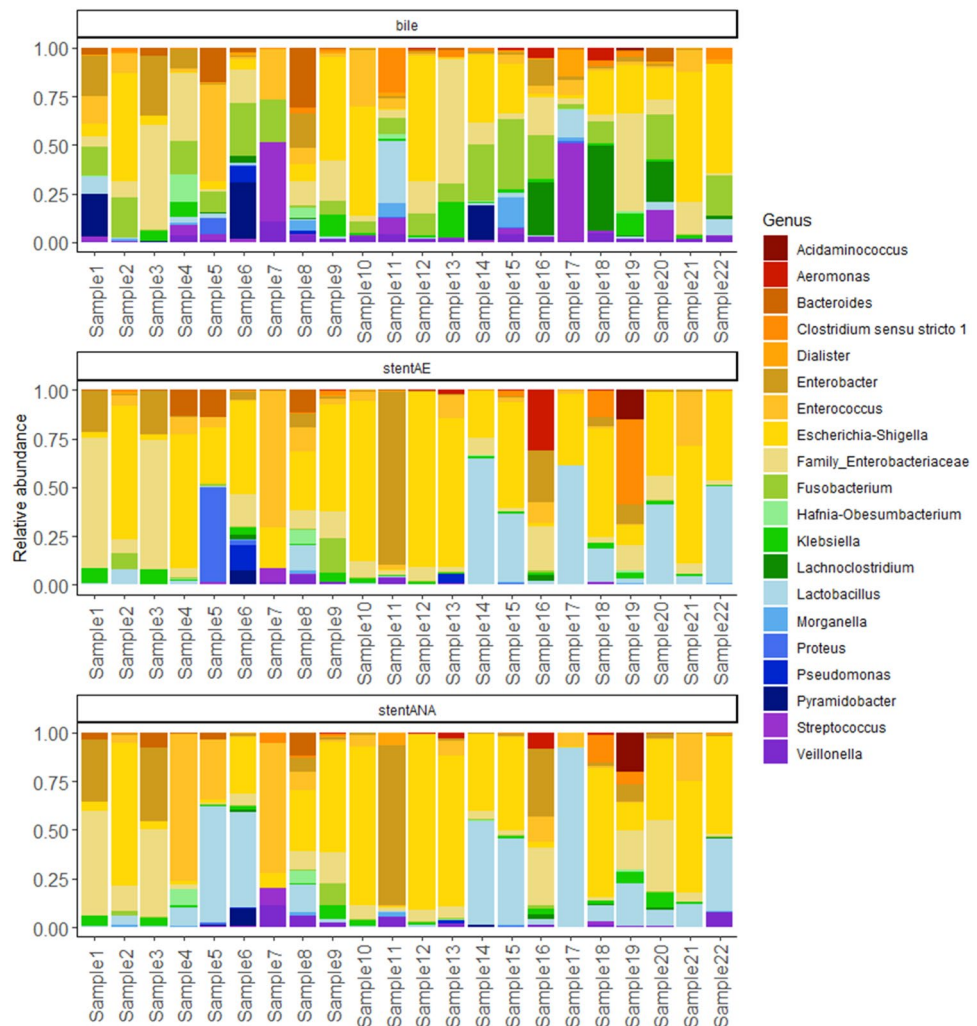 bile
1.00
0.75
0.50
0.25
0.00
Sample1
Sample2
Sample3
Sample4
Sample5
Sample6
Sample7
Sample8
Sample9
Sample10
Sample11
Sample12
Sample13
Sample14
Sample15
Sample16
Sample17
Sample18
Sample19
Sample20
Sample21
Sample22
stentAE
1.00
0.75
0.50
0.25
0.00
Relative abundance
Sample1
Sample2
Sample3
Sample4
Sample5
Sample6
Sample7
Sample8
Sample9
Sample10
Sample11
Sample12
Sample13
Sample14
Sample15
Sample16
Sample17
Sample18
Sample19
Sample20
Sample21
Sample22
stentANA
1.00
0.75
0.50
0.25
0.00
Sample1
Sample2
Sample3
Sample4
Sample5
Sample6
Sample7
Sample8
Sample9
Sample10
Sample11
Sample12
Sample13
Sample14
Sample15
Sample16
Sample17
Sample18
Sample19
Sample20
Sample21
Sample22
Genus
Acidaminococcus
Aeromonas
Bacteroides
Clostridium sensu stricto 1
Dialister
Enterobacter
Enterococcus
Escherichia-Shigella
Family_Enterobacteriaceae
Fusobacterium
Hafnia-Obesumbacterium
Klebsiella
Lachnoclostridium
Lactobacillus
Morganella
Proteus
Pseudomonas
Pyramidobacter
Streptococcus
Veillonella